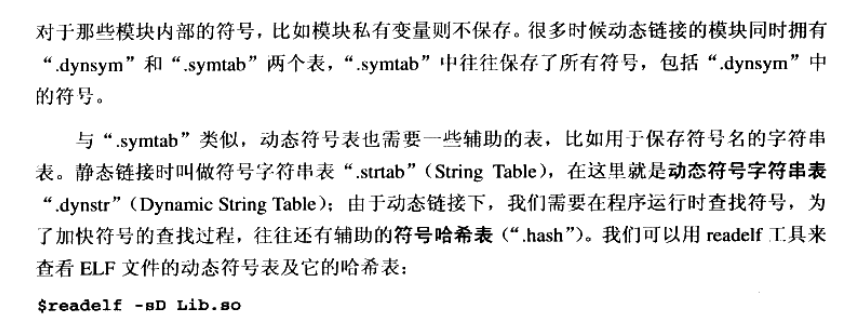 对于那些模块内部的符号，比如模块私有变量则不保存。很多时候动态链接的模块同时拥有
“.dynsym”和“.symtab”两个表，“.symtab”中往往保存了所有符号，包括“.dynsym”中
的符号。
与“.symtab”类似，动态符号表也需要一些辅助的表，比如用于保存符号名的字符串
表。静态链接时叫做符号字符串表“.strtab”（String Table），在这里就是动态符号字符串表
“.dynstr”（Dynamic String Table）；由于动态链接下，我们需要在程序运行时查找符号，为
了加快符号的查找过程，往往还有辅助的符号哈希表（“.hash”）。我们可以用 readelf 工具来
查看 ELF 文件的动态符号表及它的哈希表：
$readelf -sD Lib.so